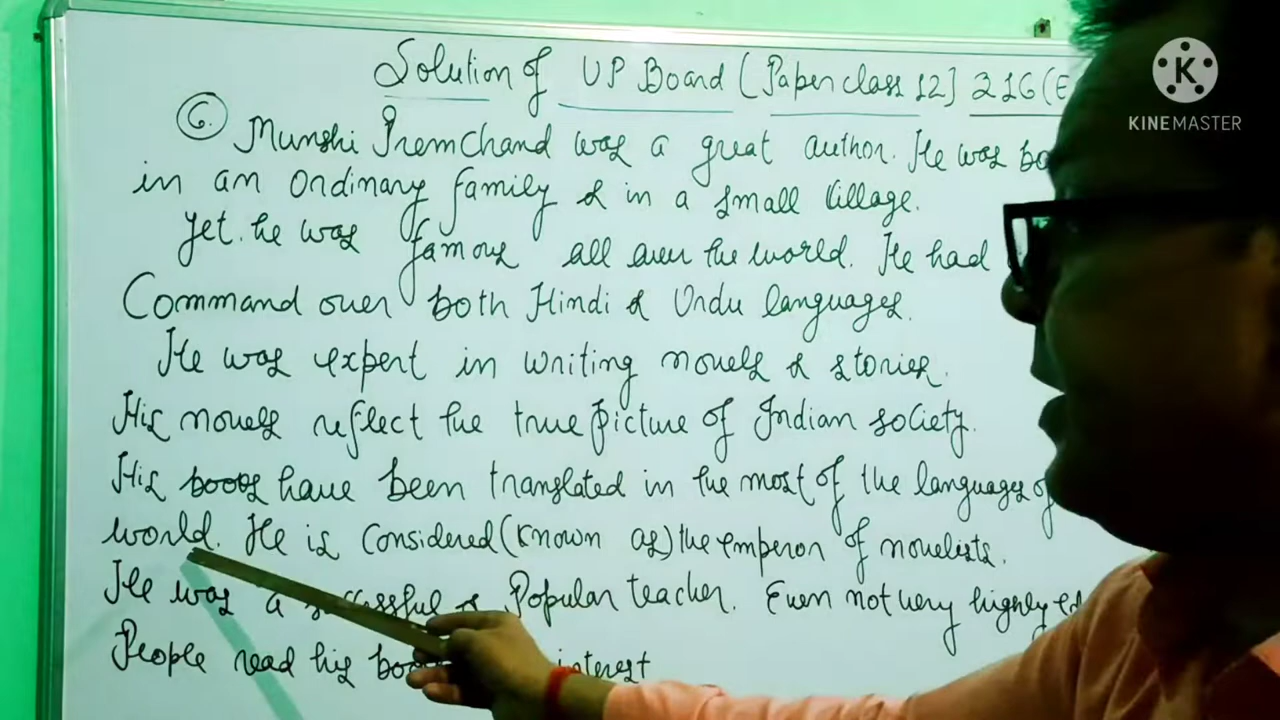 Solution of UP Board (Paper class 12] 316 (E
6. Munshi Premchand was a great author. He was bo
in an ordinary family & in a small village.
yet. he was famous all over the world. He had
Command over both Hindi & Urdu languages.
He was expert in writing novels & stories.
His novels reflect the true picture of Indian society.
His books have been translated in the most of the languages of
world. He is Considered (Known as) the emperor of novelists.
He was a successful & Popular teacher. Even not very highly ed
People read his boo interest
K
KINEMASTER